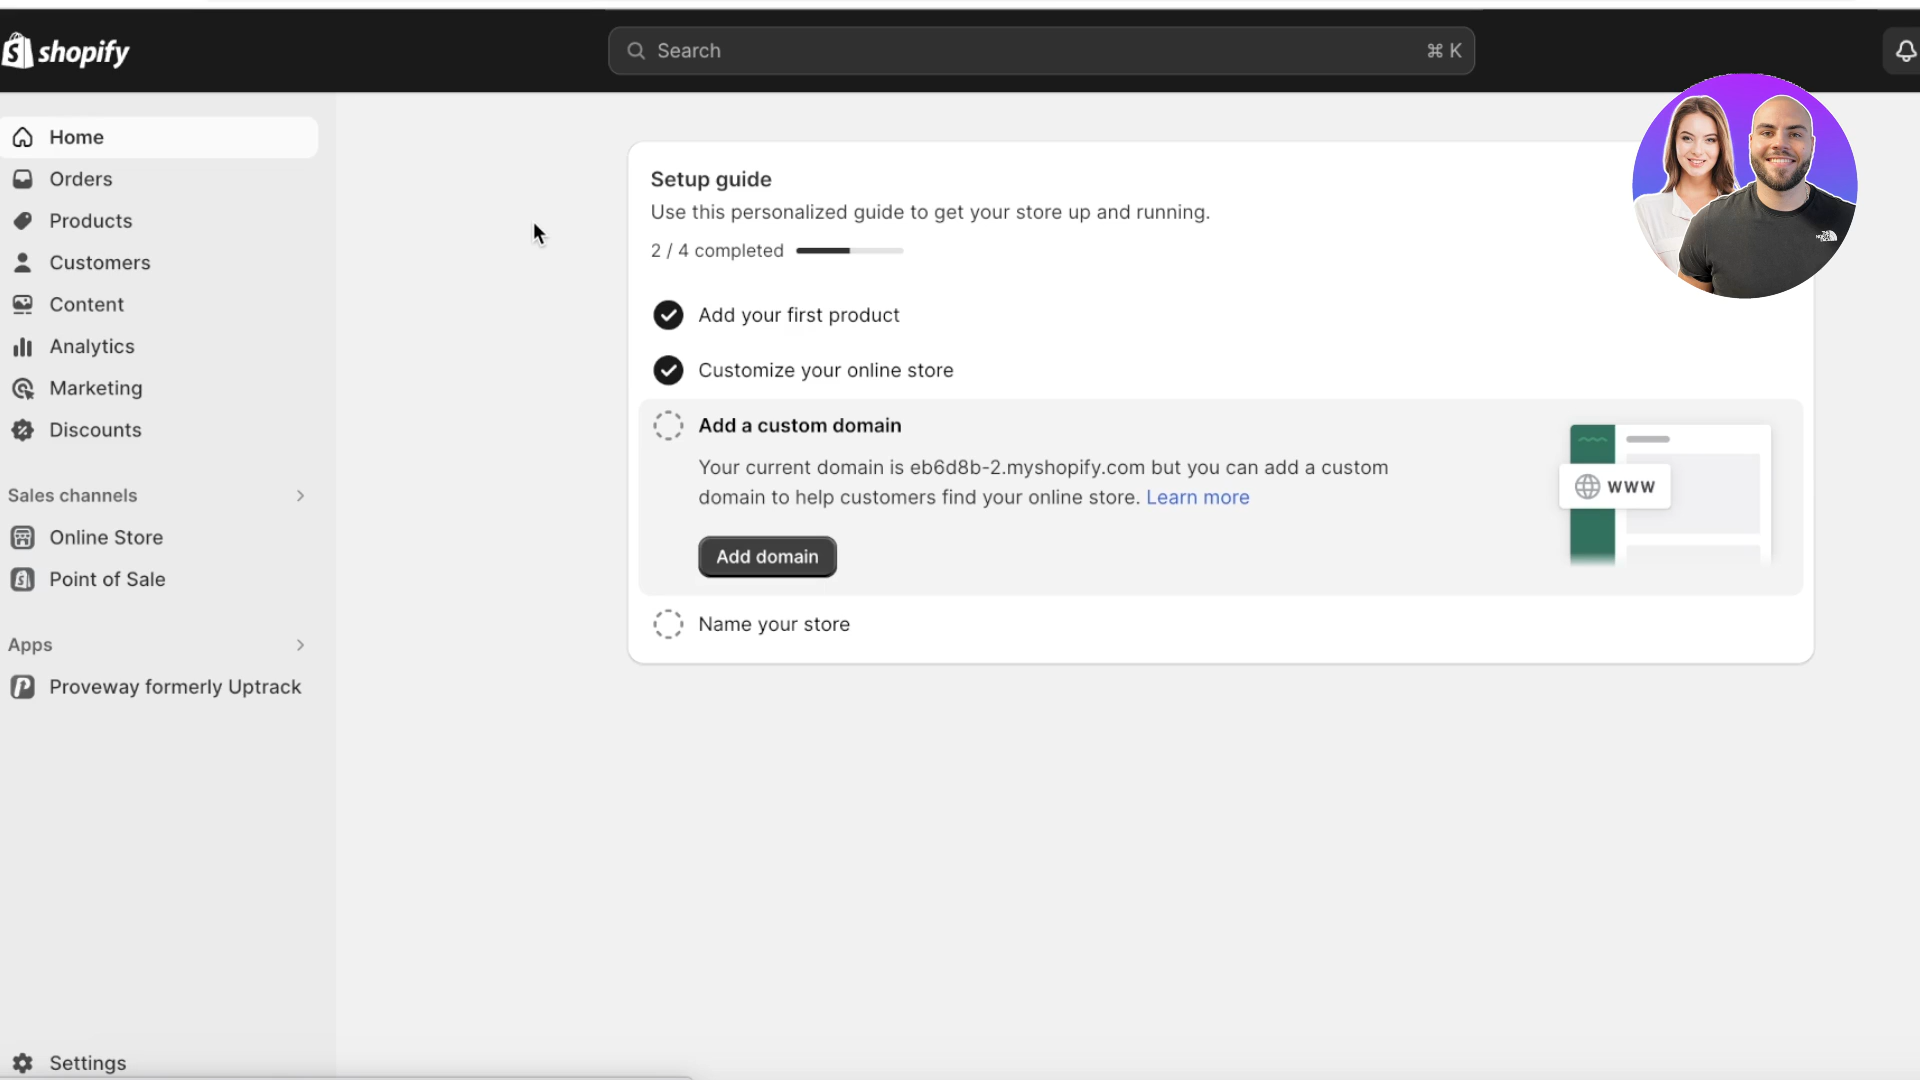 shopify
Search
⌘ K
Home
Orders
Products
Customers
Content
Analytics
Marketing
Discounts
Sales channels
Online Store
Point of Sale
Apps
Proveway formerly Uptrack
Settings
Setup guide
Use this personalized guide to get your store up and running.
2 / 4 completed
Add your first product
Customize your online store
Add a custom domain
Your current domain is eb6d8b-2.myshopify.com but you can add a custom
domain to help customers find your online store. Learn more
Add domain
Name your store
WWW
THE
NORTH
FACE